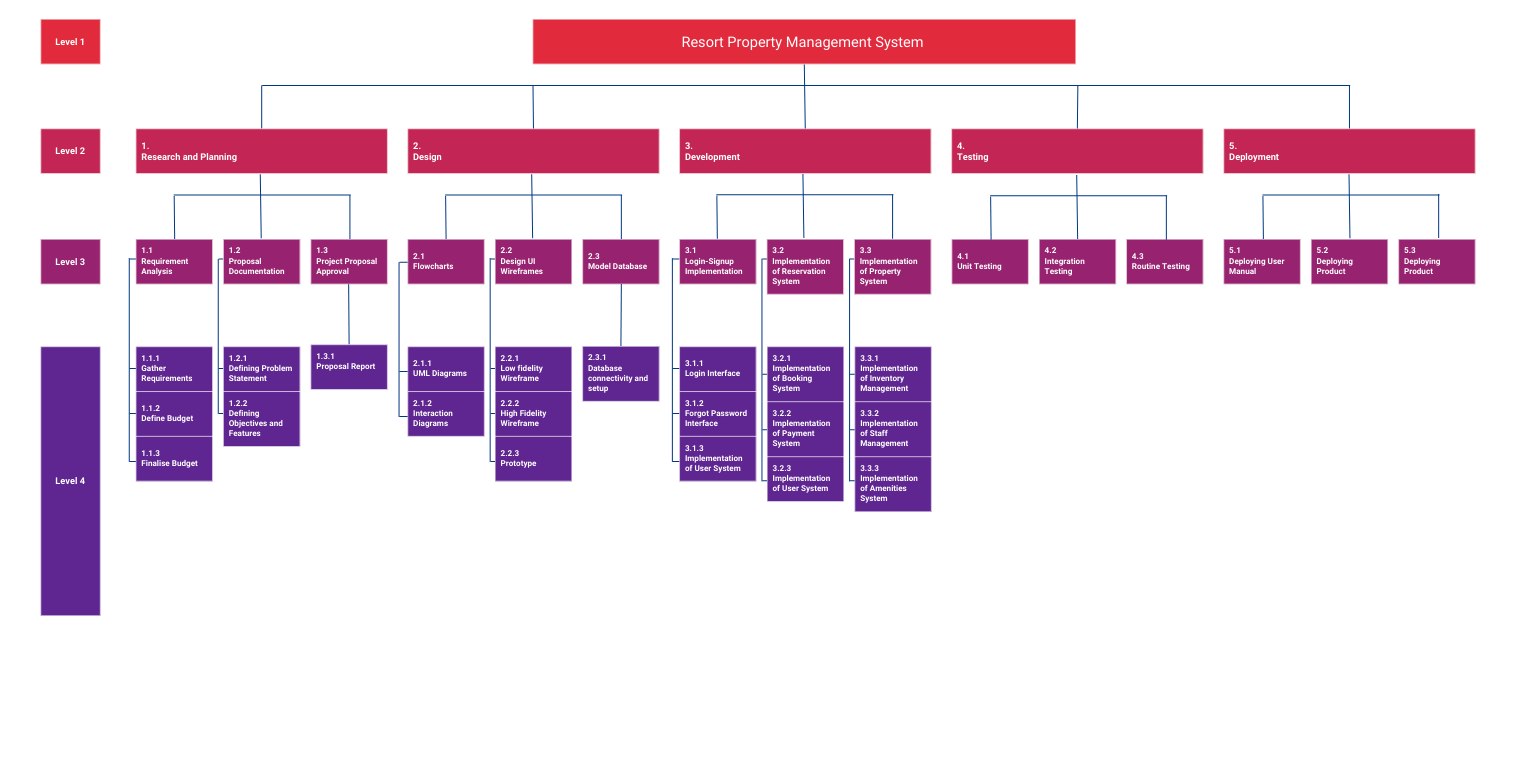 Level 1
Resort Property Management System
Level 2
1.
Research and Planning
2.
Design
3.
Development
4.
Testing
5.
Deployment
Level 3
1.1
Requirement
Analysis
1.2
Proposal
Documentation
1.3
Project Proposal
Approval
2.1
Flowcharts
2.2
Design UI
Wireframes
2.3
Model Database
3.1
Login-Signup
Implementation
3.2
Implementation
of Reservation
System
3.3
Implementation
of Property
System
4.1
Unit Testing
4.2
Integration
Testing
4.3
Routine Testing
5.1
Deploying User
Manual
5.2
Deploying
Product
5.3
Deploying
Product
Level 4
1.1.1
Gather
Requirements
1.1.2
Define Budget
1.1.3
Finalise Budget
1.2.1
Defining Problem
Statement
1.2.2
Defining
Objectives and
Features
1.3.1
Proposal Report
2.1.1
UML Diagrams
2.1.2
Interaction
Diagrams
2.2.1
Low fidelity
Wireframe
2.2.2
High Fidelity
Wireframe
2.2.3
Prototype
2.3.1
Database
connectivity and
setup
3.1.1
Login Interface
3.1.2
Forgot Password
Interface
3.1.3
Implementation
of User System
3.2.1
Implementation
of Booking
System
3.2.2
Implementation
of Payment
System
3.2.3
Implementation
of User System
3.3.1
Implementation
of Inventory
Management
3.3.2
Implementation
of Staff
Management
3.3.3
Implementation
of Amenities
System